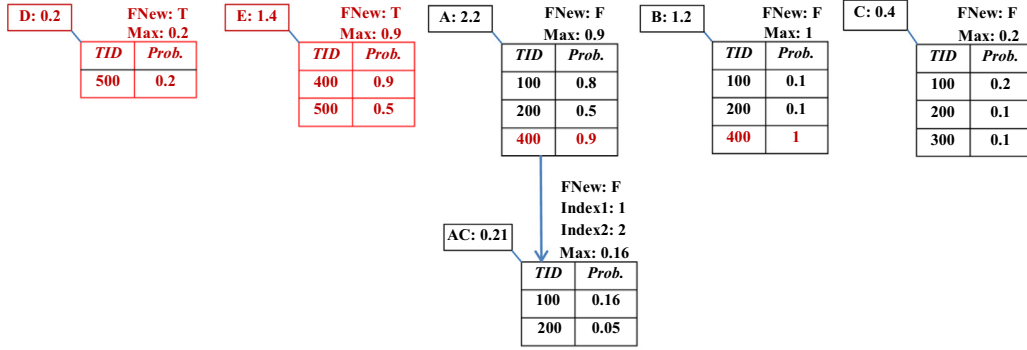 D: 0.2
FNew: T
Max: 0.2
TID Prob.
500 0.2
E: 1.4
FNew: T
Max: 0.9
TID Prob.
400 0.9
500 0.5
A: 2.2
FNew: F
Max: 0.9
TID Prob.
100 0.8
200 0.5
400 0.9
B: 1.2
FNew: F
Max: 1
TID Prob.
100 0.1
200 0.1
400 1
C: 0.4
FNew: F
Max: 0.2
TID Prob.
100 0.2
200 0.1
300 0.1
FNew: F
Index1: 1
Index2: 2
Max: 0.16
AC: 0.21
TID Prob.
100 0.16
200 0.05